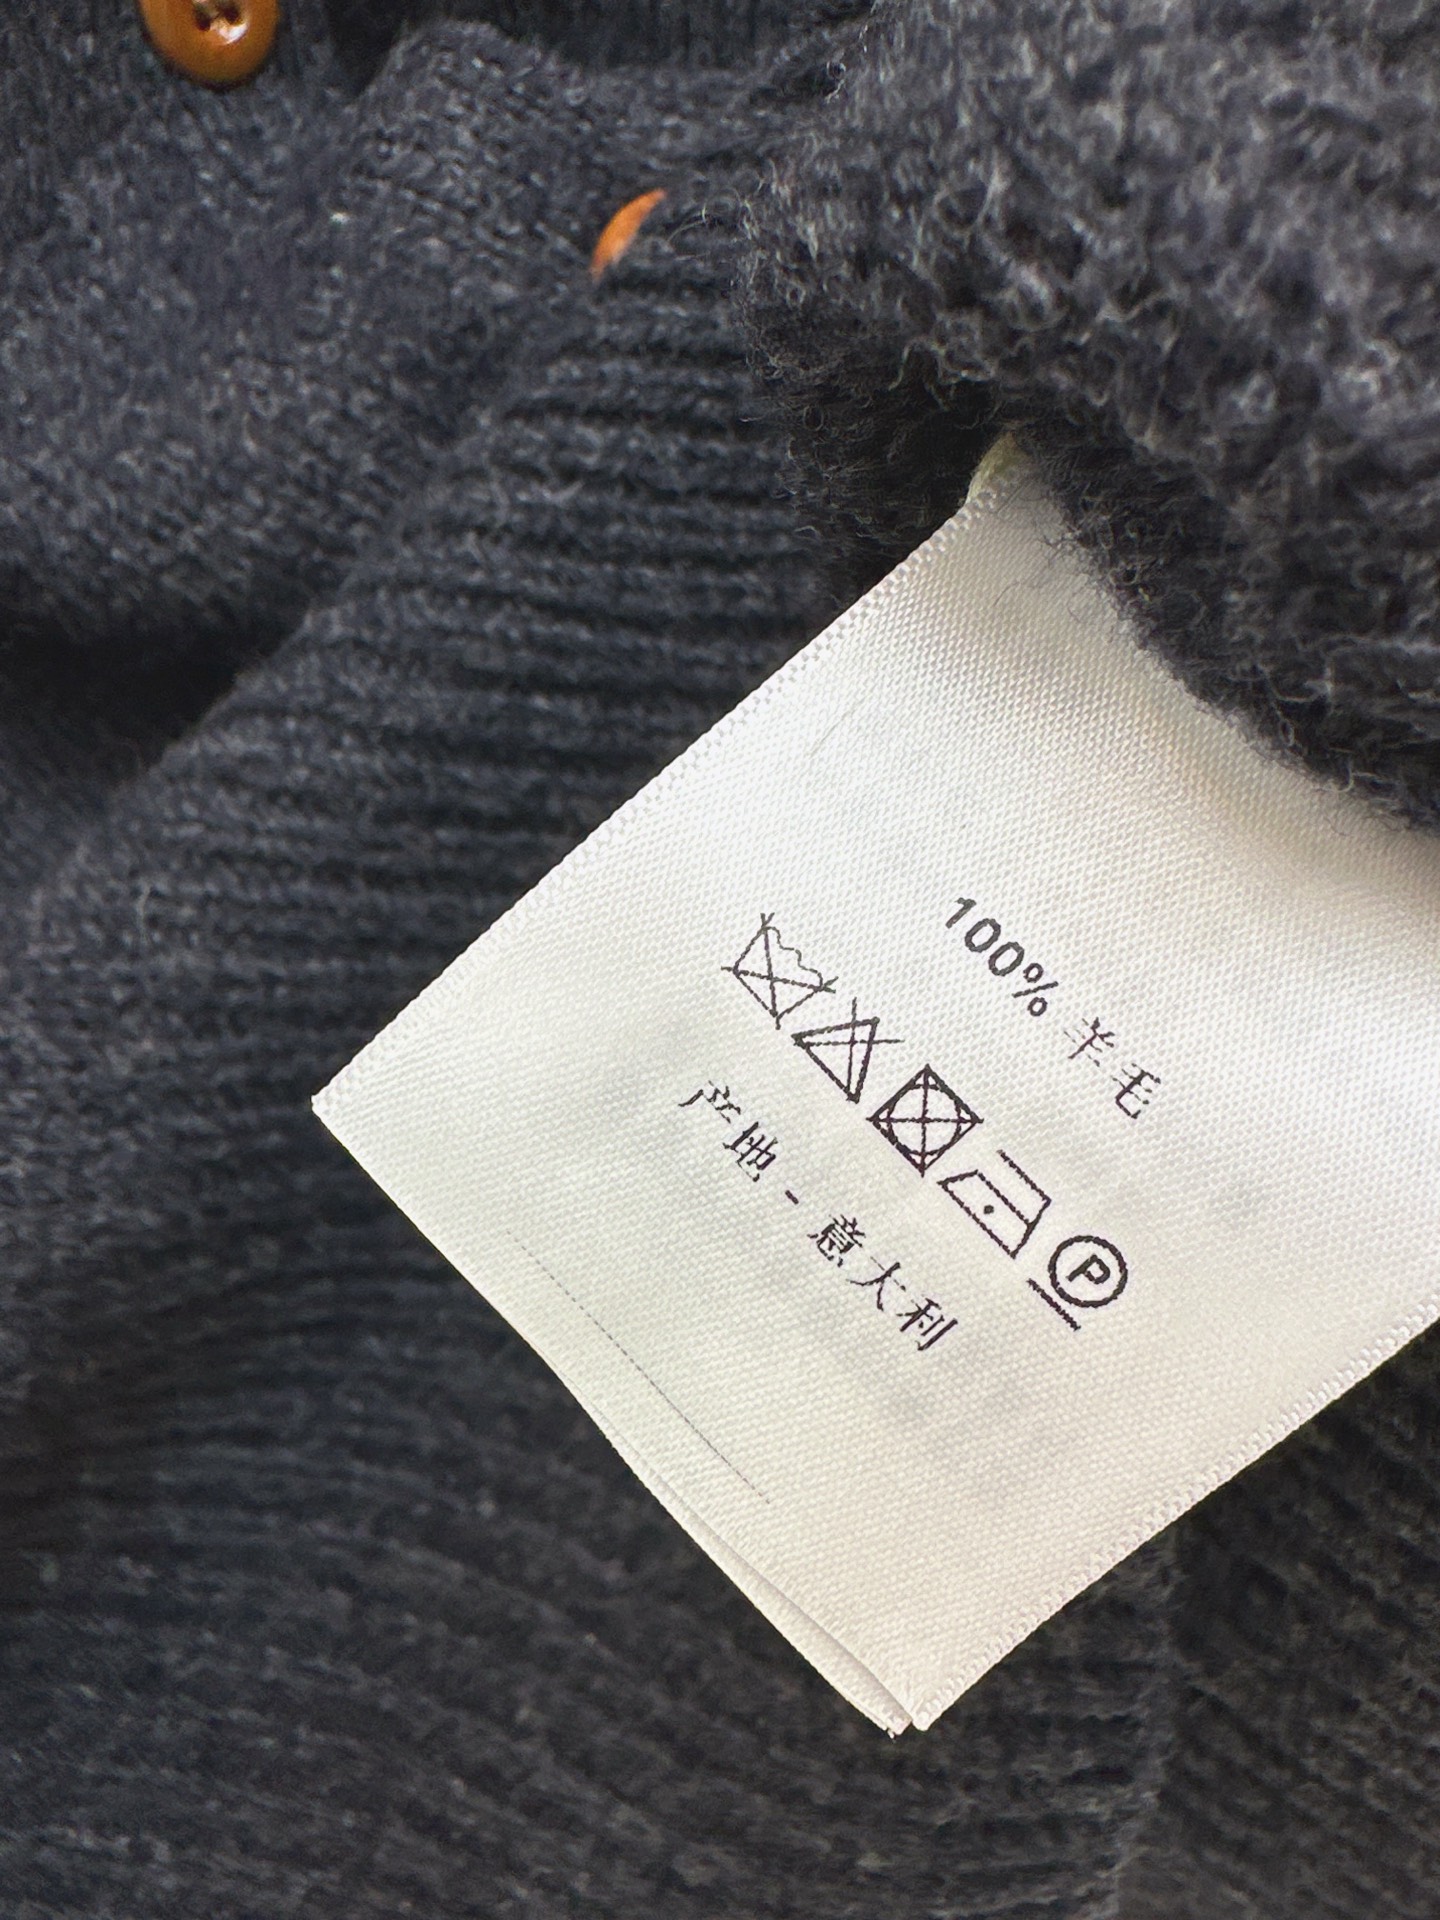 100% 羊毛
P
产地 - 意大利